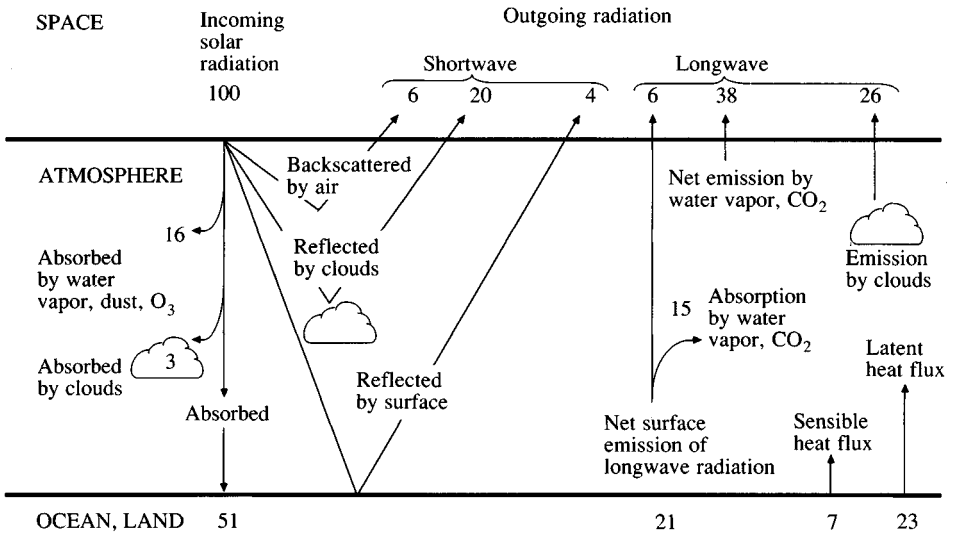 SPACE
Incoming
solar
radiation
100
Outgoing radiation
Shortwave
Longwave
6 20 4 6 38 26
ATMOSPHERE
Backscattered
by air
Net emission by
water vapor, CO₂
16
Absorbed
by water
vapor, dust, O₃
Reflected
by clouds
Emission
by clouds
15
Absorption
by water
vapor, CO₂
Absorbed
by clouds
3
Latent
heat flux
Reflected
by surface
Absorbed
Net surface
emission of
longwave radiation
Sensible
heat flux
OCEAN, LAND 51 21 7 23